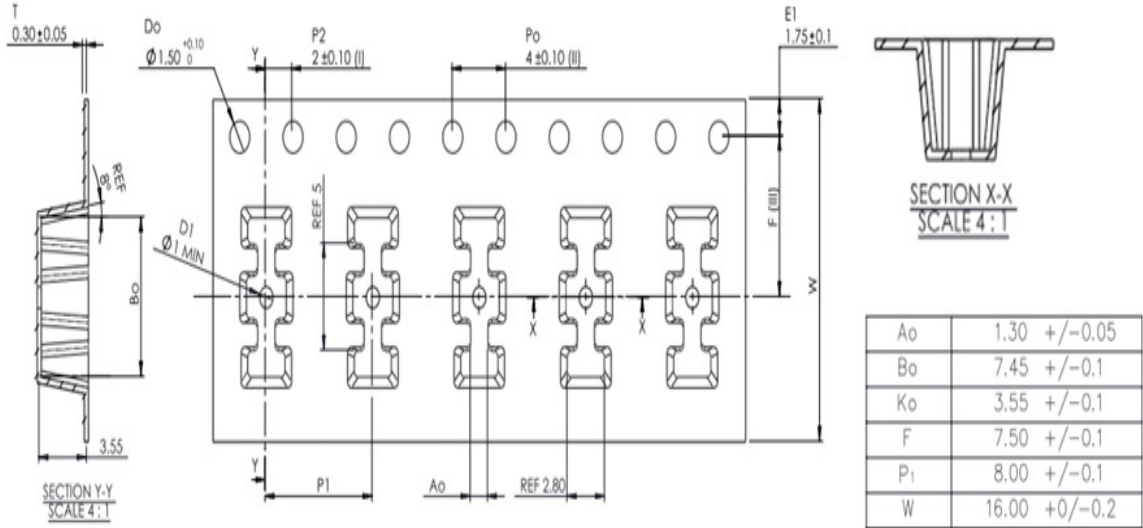 T
0.30±0.05
Do
Ø 1.50 +0.10 0
Y
P2
2 ±0.10 (I)
Po
4 ±0.10 (II)
E1
1.75±0.1
REF 8°
REF 5
D1
Ø 1 MIN
Bo
F (III)
W
X
X
3.55
Y
P1
Ao
REF 2.80
SECTION Y-Y
SCALE 4 : 1
SECTION X-X
SCALE 4 : 1
Ao 1.30 +/-0.05
Bo 7.45 +/-0.1
Ko 3.55 +/-0.1
F 7.50 +/-0.1
P1 8.00 +/-0.1
W 16.00 +0/-0.2